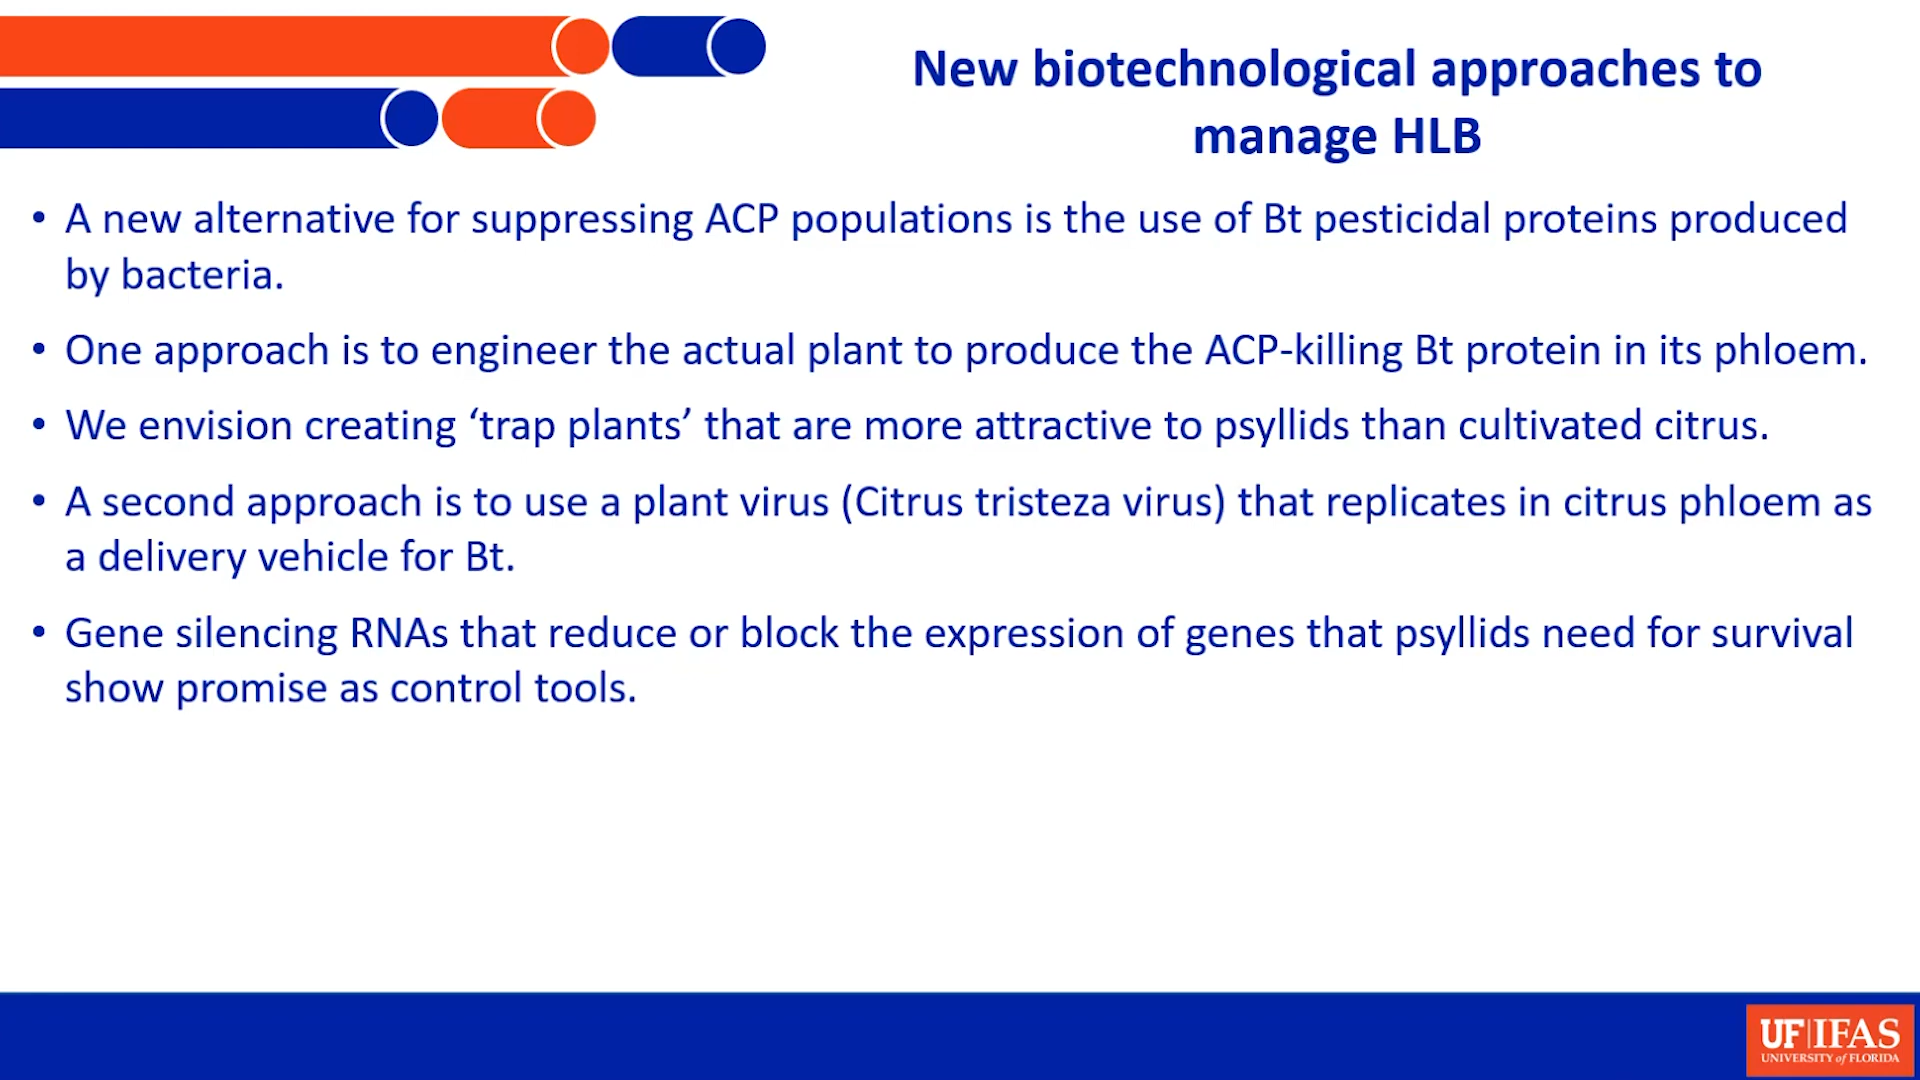 New biotechnological approaches to
manage HLB
• A new alternative for suppressing ACP populations is the use of Bt pesticidal proteins produced
by bacteria.
• One approach is to engineer the actual plant to produce the ACP-killing Bt protein in its phloem.
• We envision creating ‘trap plants’ that are more attractive to psyllids than cultivated citrus.
• A second approach is to use a plant virus (Citrus tristeza virus) that replicates in citrus phloem as
a delivery vehicle for Bt.
• Gene silencing RNAs that reduce or block the expression of genes that psyllids need for survival
show promise as control tools.
UF|IFAS
UNIVERSITY of FLORIDA